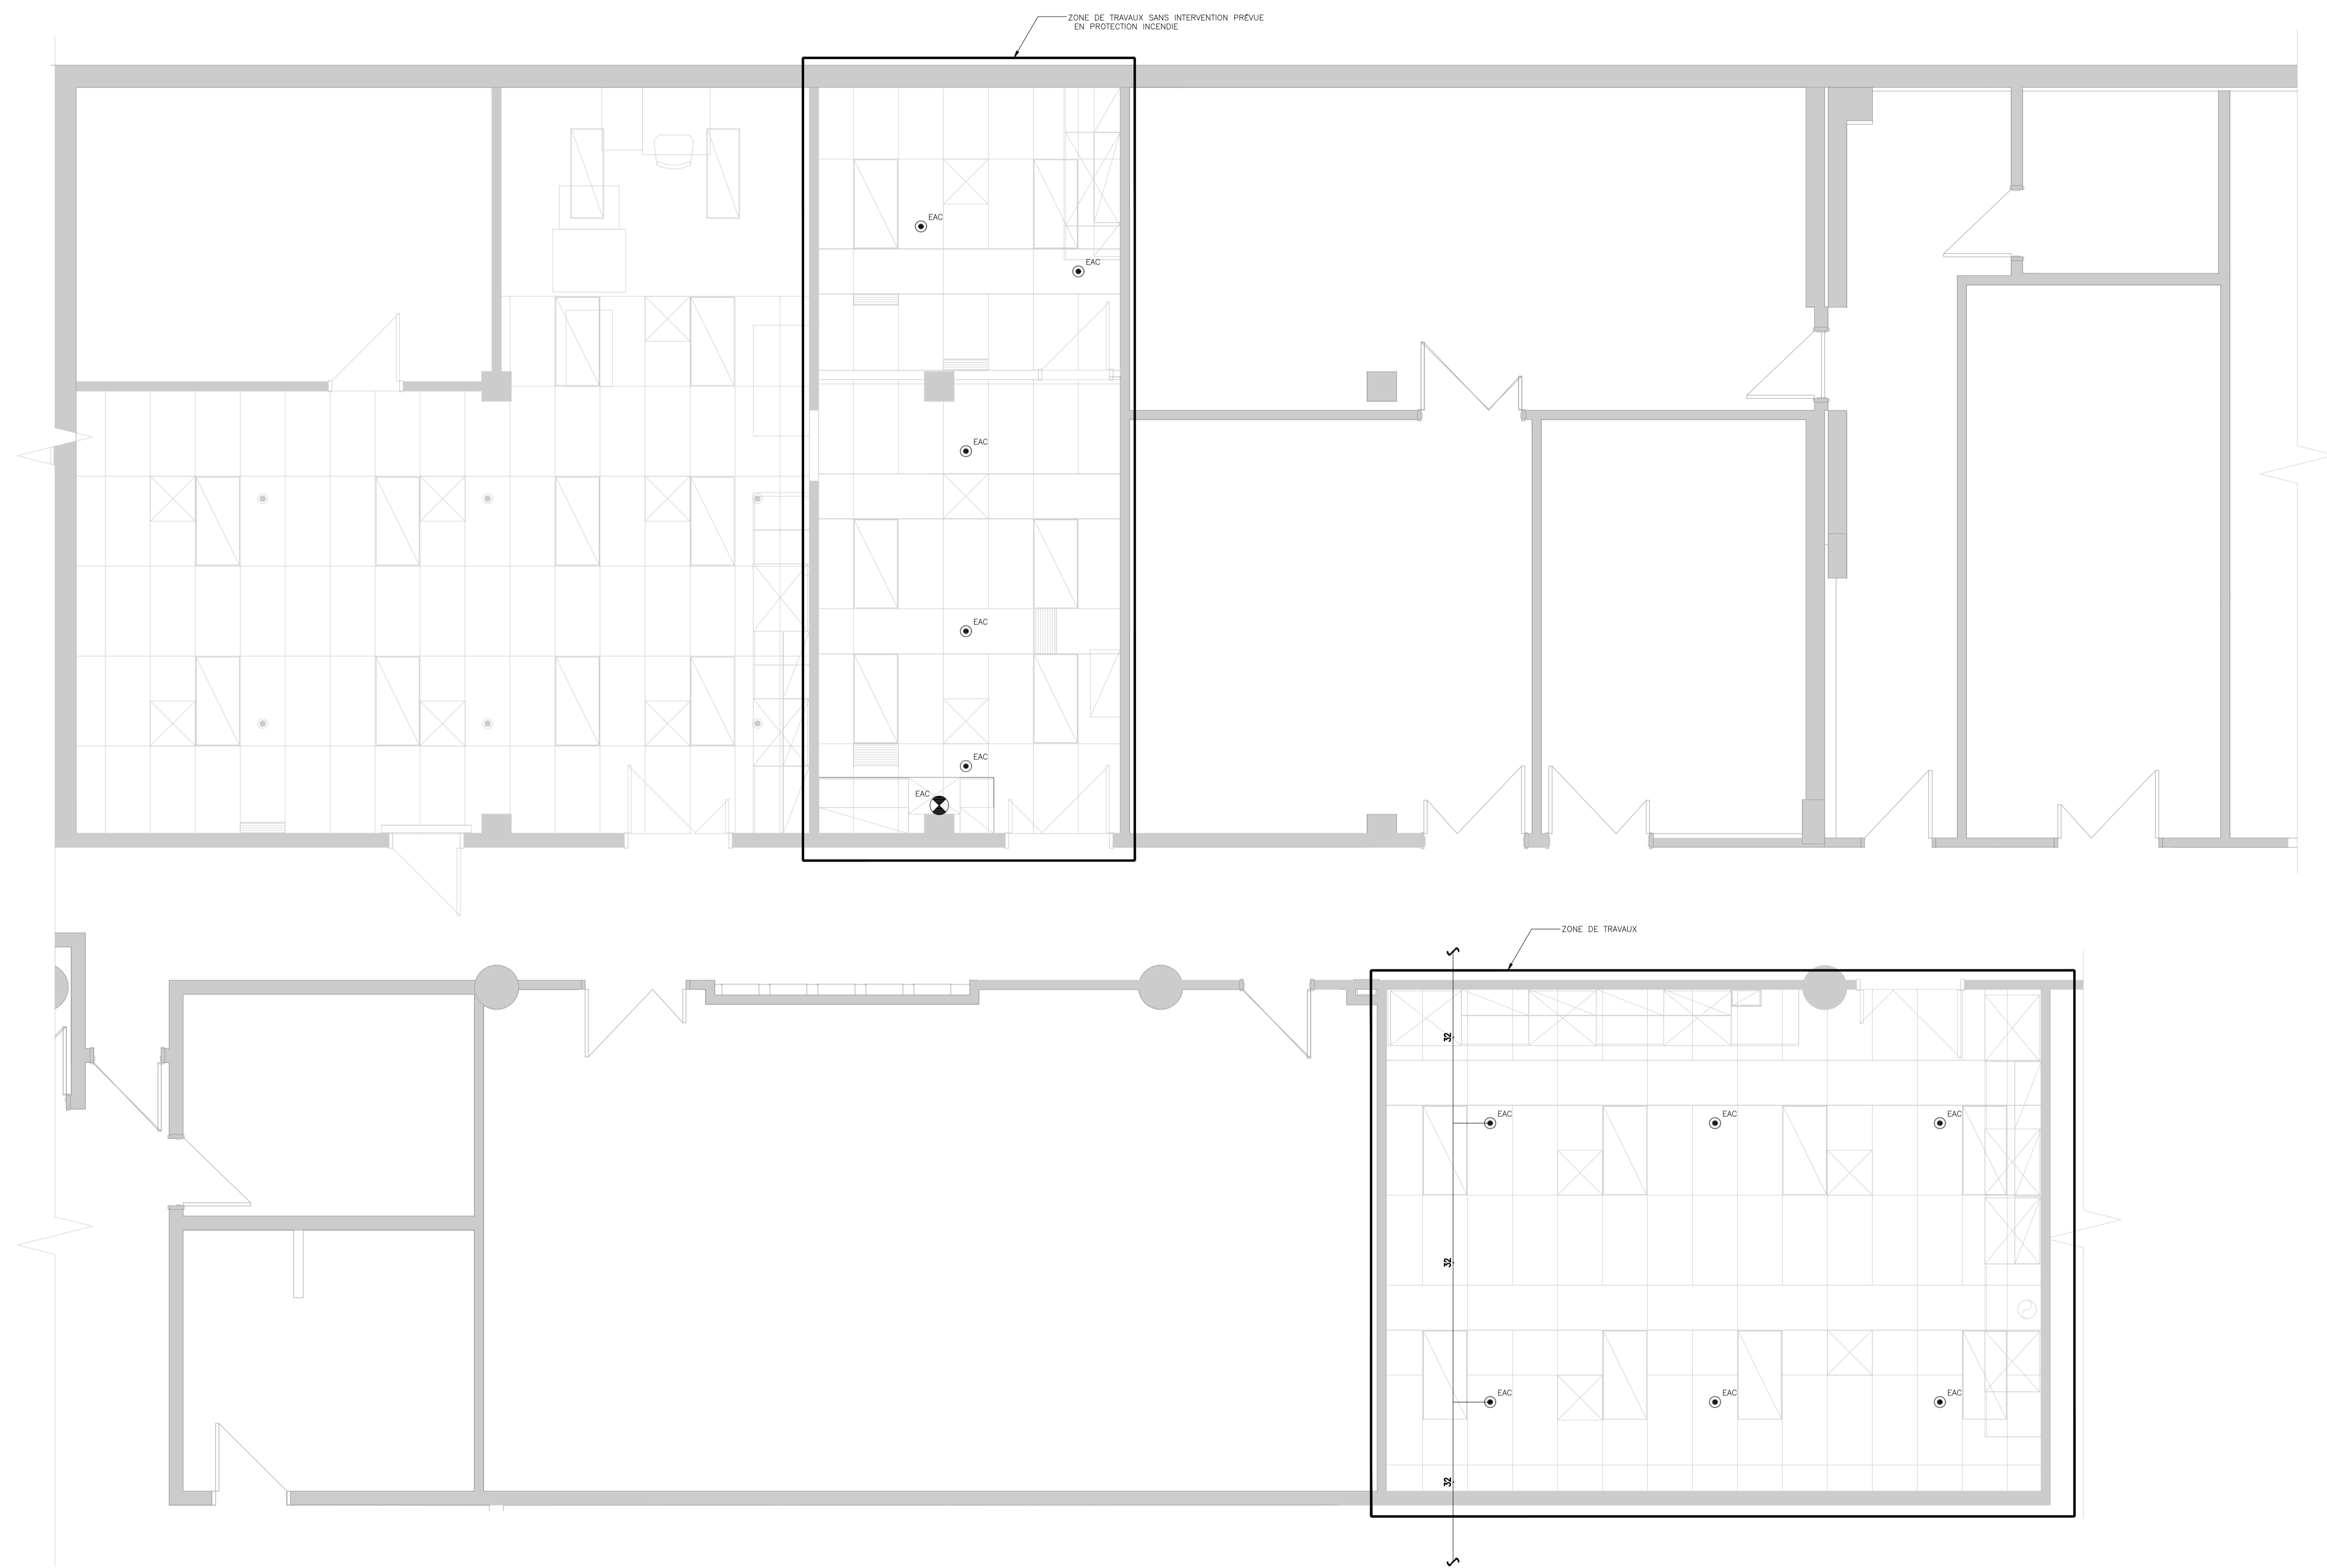 ZONE DE TRAVAUX SANS INTERVENTION PRÉVUE
EN PROTECTION INCENDIE
EAC
EAC
EAC
EAC
EAC
EAC
ZONE DE TRAVAUX
32
EAC
EAC
EAC
32
EAC
EAC
EAC
32